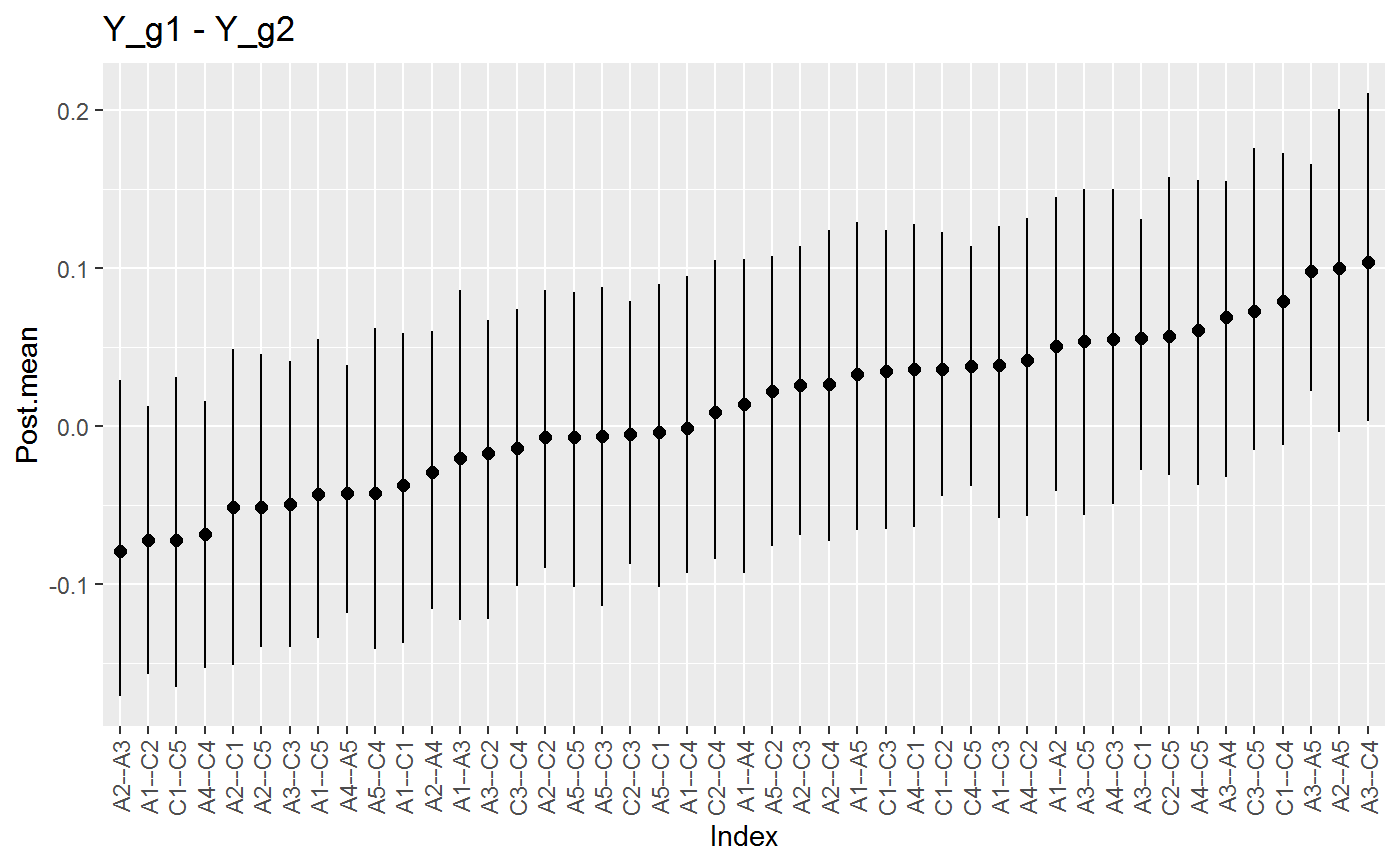 Y_g1 - Y_g2
Post.mean
0.2
0.1
0.0
-0.1
A2--A3
A1--C2
C1--C5
A4--C4
A2--C1
A2--C5
A3--C3
A1--C5
A4--A5
A5--C4
A1--C1
A2--A4
A1--A3
A3--C2
C3--C4
A2--C2
A5--C5
A5--C3
C2--C3
A5--C1
A1--C4
C2--C4
A1--A4
A5--C2
A2--C3
A2--C4
A1--A5
C1--C3
A4--C1
C1--C2
C4--C5
A1--C3
A4--C2
A1--A2
A3--C5
A4--C3
A3--C1
C2--C5
A4--C5
A3--A4
C3--C5
C1--C4
A3--A5
A2--A5
A3--C4
Index